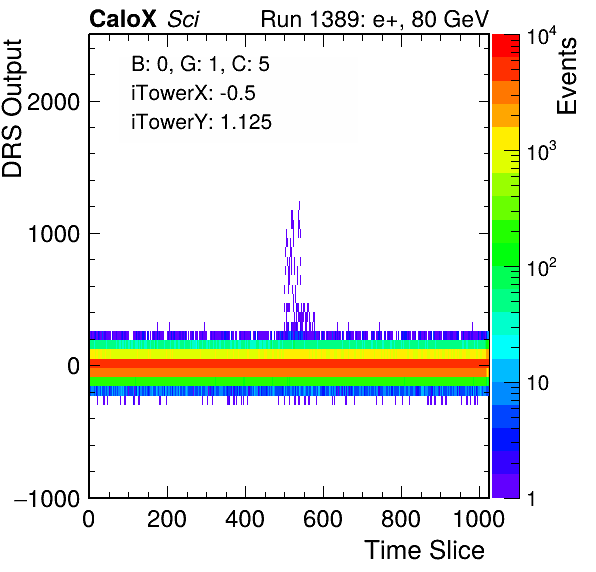 CaloX Sci Run 1389: e+, 80 GeV
B: 0, G: 1, C: 5
iTowerX: -0.5
iTowerY: 1.125
DRS Output
2000
1000
0
−1000
0 200 400 600 800 1000
Time Slice
Events
10^4
10^3
10^2
10
1